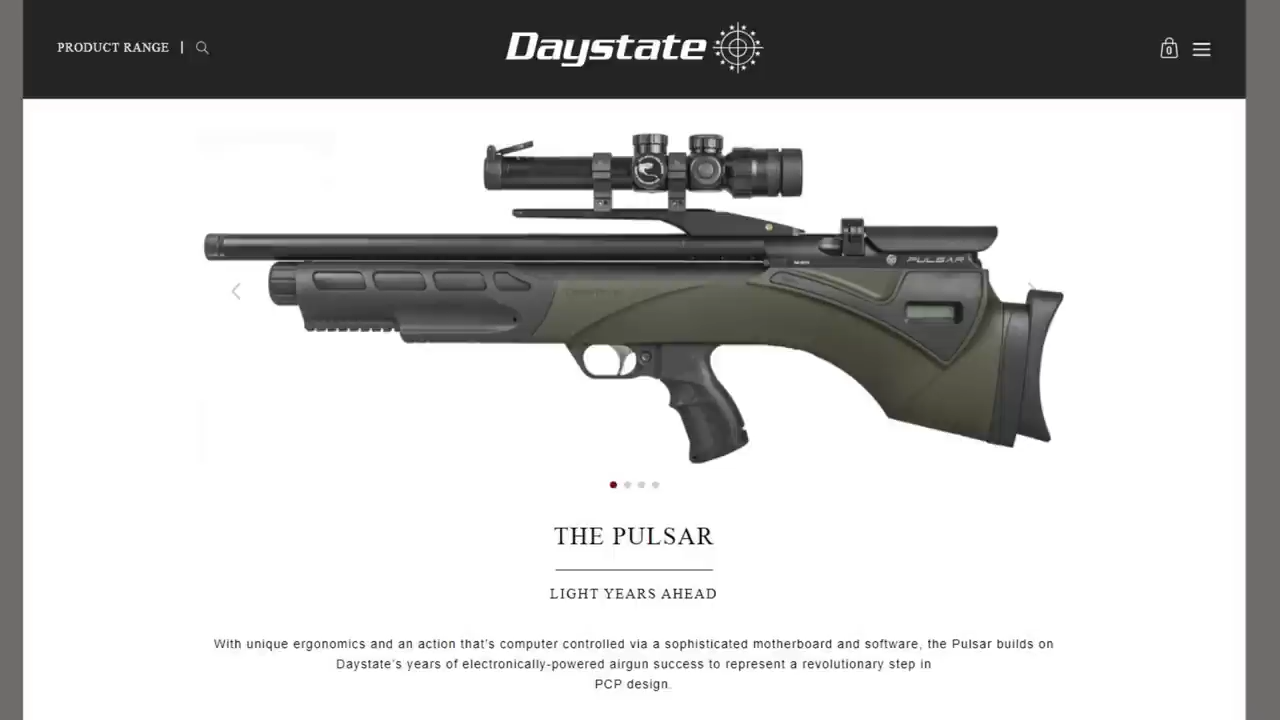 PRODUCT RANGE |
Daystate
0
PULSAR
THE PULSAR
LIGHT YEARS AHEAD
With unique ergonomics and an action that's computer controlled via a sophisticated motherboard and software, the Pulsar builds on
Daystate's years of electronically-powered airgun success to represent a revolutionary step in
PCP design.